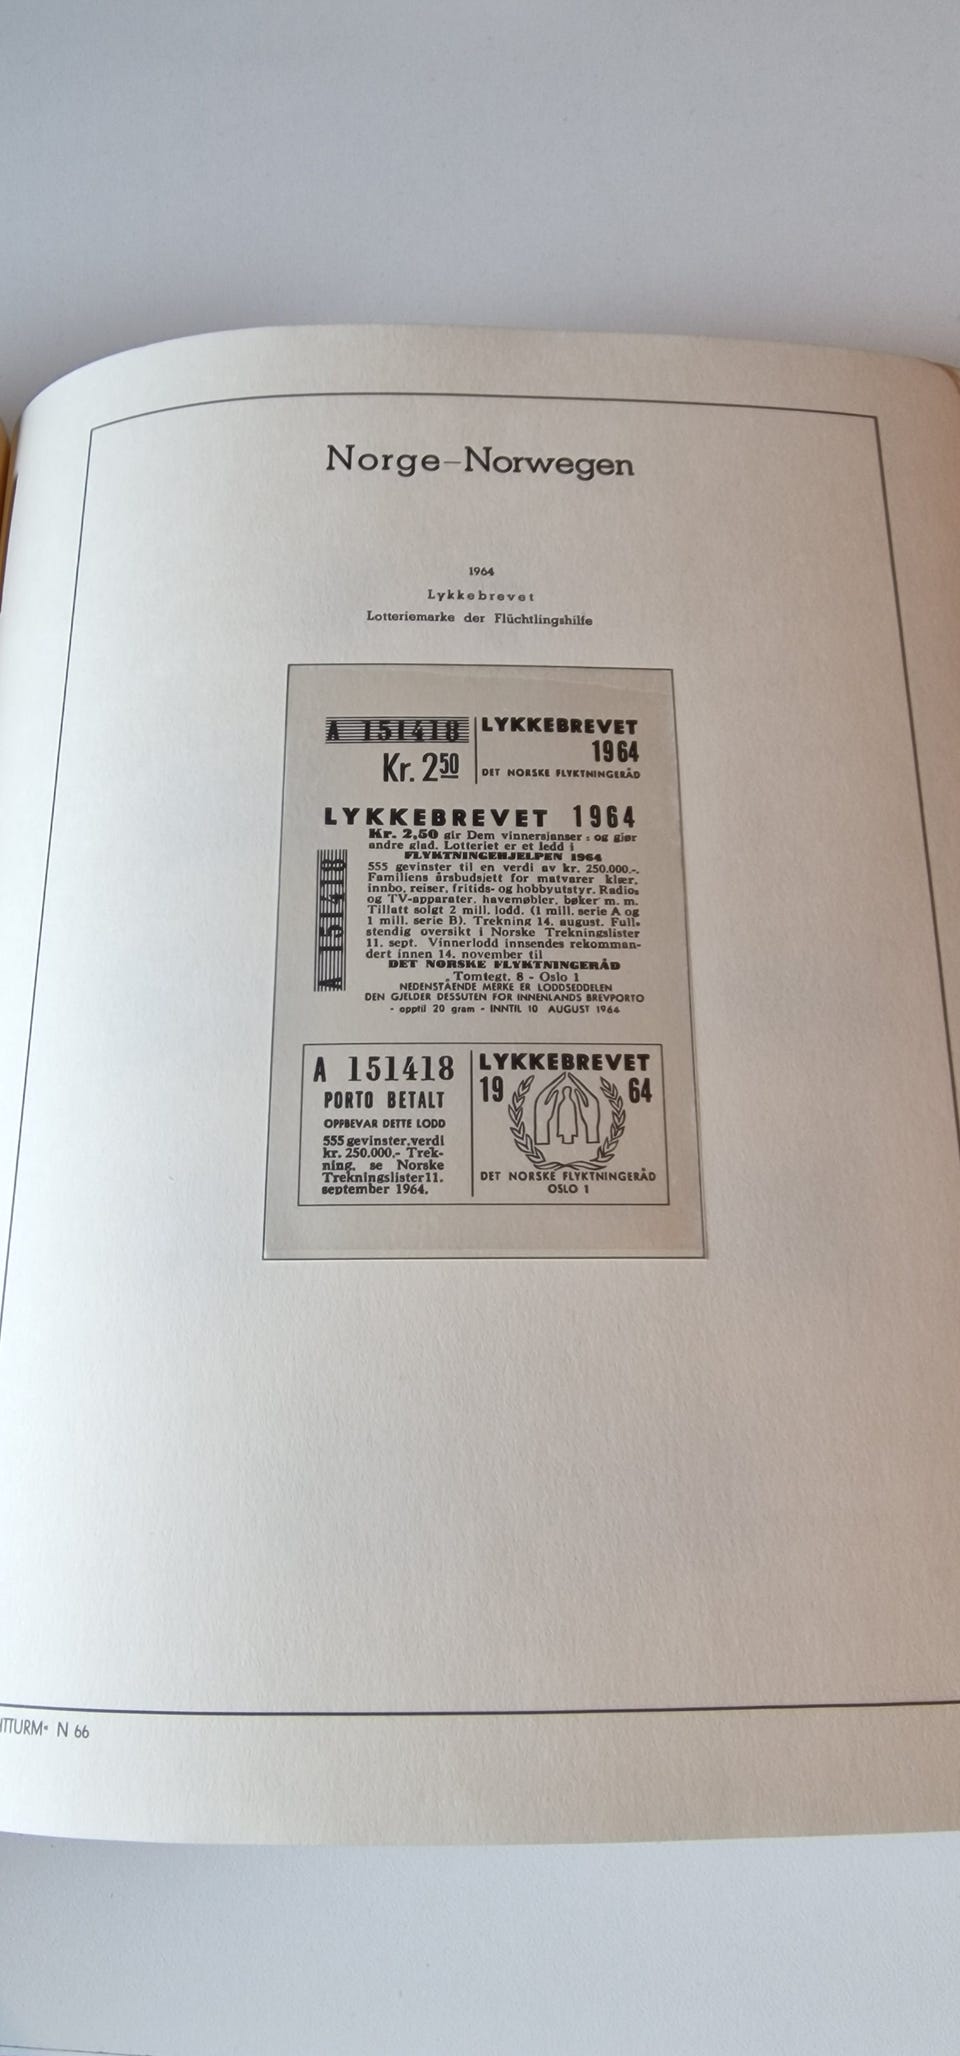 Norge–Norwegen
1964
Lykkebrevet
Lotteriemarke der Flüchtlingshilfe
A 151418
Kr. 2 50
LYKKEBREVET
1964
DET NORSKE FLYKTNINGERÅD
LYKKEBREVET 1964
Kr. 2,50 gir Dem vinnersjanser : og gjør
andre glad. Lotteriet er et ledd i
FLYKTNINGEHJELPEN 1964
555 gevinster til en verdi av kr. 250.000.-.
Familiens årsbudsjett for matvarer klær,
innbo, reiser, fritids- og hobbyutstyr. Radio-
og TV-apparater, havemøbler, bøker m. m.
Tillatt solgt 2 mill. lodd. (1 mill. serie A og
1 mill. serie B). Trekning 14. august. Full-
stendig oversikt i Norske Trekningslister
11. sept. Vinnerlodd innsendes rekomman-
dert innen 14. november til
DET NORSKE FLYKTNINGERÅD
Tomtegt. 8 - Oslo 1
NEDENSTÅENDE MERKE ER LODDSEDDELEN
DEN GJELDER DESSUTEN FOR INNENLANDS BREVPORTO
- opptil 20 gram - INNTIL 10 AUGUST 1964
A 151418
A 151418
PORTO BETALT
OPPBEVAR DETTE LODD
555 gevinster, verdi
kr. 250.000,- Trek-
ning, se Norske
Trekningslister 11.
september 1964.
LYKKEBREVET
19 64
DET NORSKE FLYKTNINGERÅD
OSLO 1
TTURM« N 66